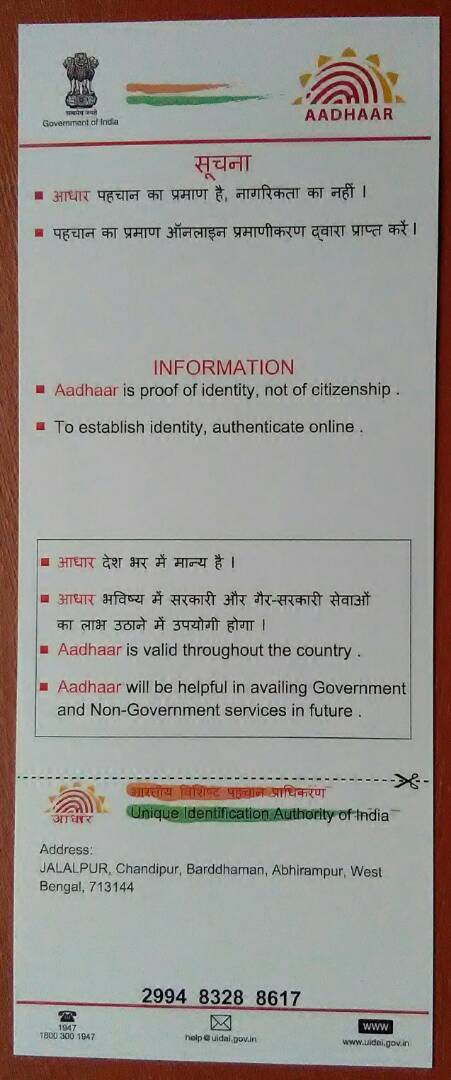 सत्यमेव जयते
Government of India
AADHAAR
सूचना
आधार पहचान का प्रमाण है, नागरिकता का नहीं ।
पहचान का प्रमाण ऑनलाइन प्रमाणीकरण द्वारा प्राप्त करें ।
INFORMATION
Aadhaar is proof of identity, not of citizenship .
To establish identity, authenticate online .
आधार देश भर में मान्य है ।
आधार भविष्य में सरकारी और गैर-सरकारी सेवाओं
का लाभ उठाने में उपयोगी होगा ।
Aadhaar is valid throughout the country .
Aadhaar will be helpful in availing Government
and Non-Government services in future .
भारतीय विशिष्ट पहचान प्राधिकरण
आधार
Unique Identification Authority of India
Address:
JALALPUR, Chandipur, Barddhaman, Abhirampur, West
Bengal, 713144
2994 8328 8617
1947
1800 300 1947
help@uidai.gov.in
www
www.uidai.gov.in